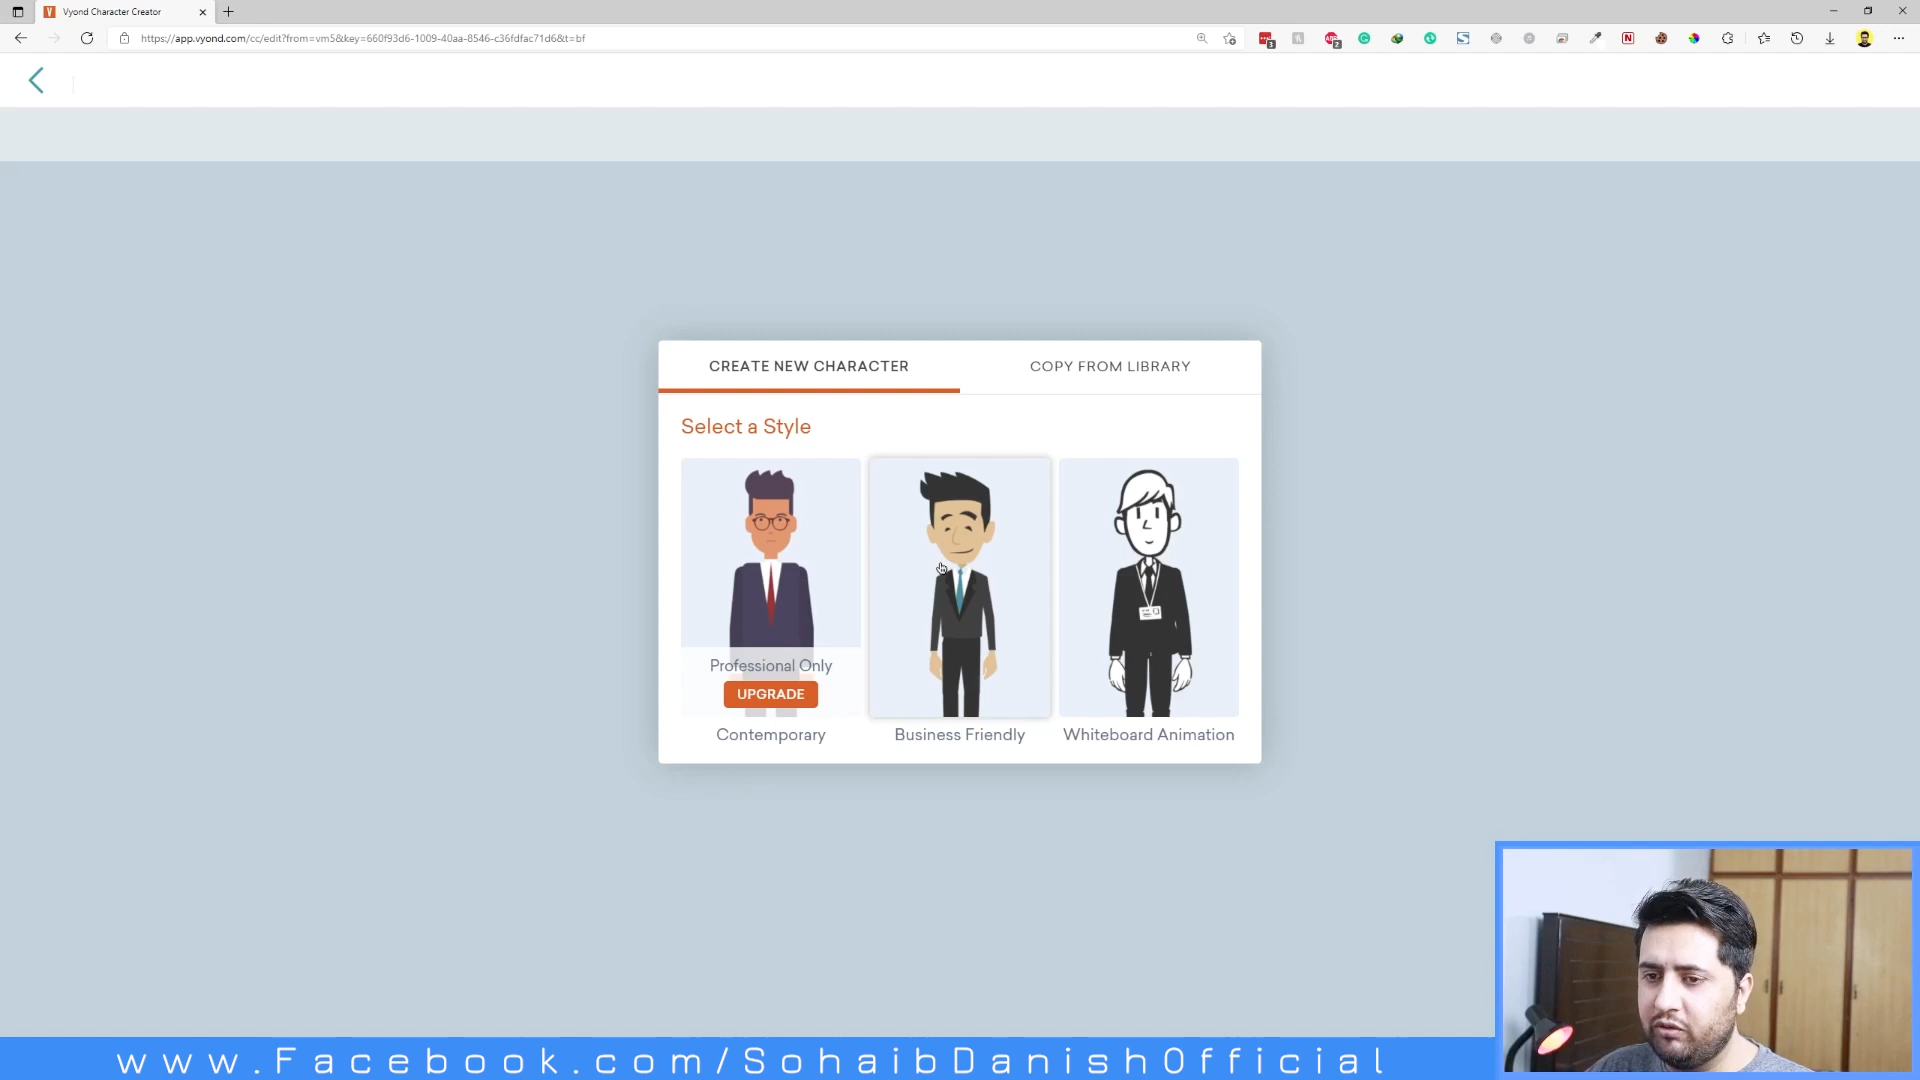 Vyond Character Creator
https://app.vyond.com/cc/edit?from=vm5&key=660f93d6-1009-40aa-8546-c36fdfac71d6&t=bf
CREATE NEW CHARACTER
COPY FROM LIBRARY
Select a Style
Professional Only
UPGRADE
Contemporary
Business Friendly
Whiteboard Animation
www.Facebook.com/SohaibDanishOfficial